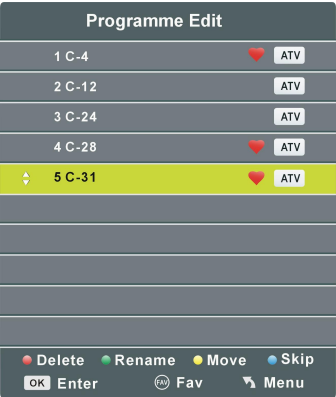 Programme Edit
1 C-4 ATV
2 C-12 ATV
3 C-24 ATV
4 C-28 ATV
5 C-31 ATV
Delete Rename Move Skip
OK Enter FAV Fav Menu